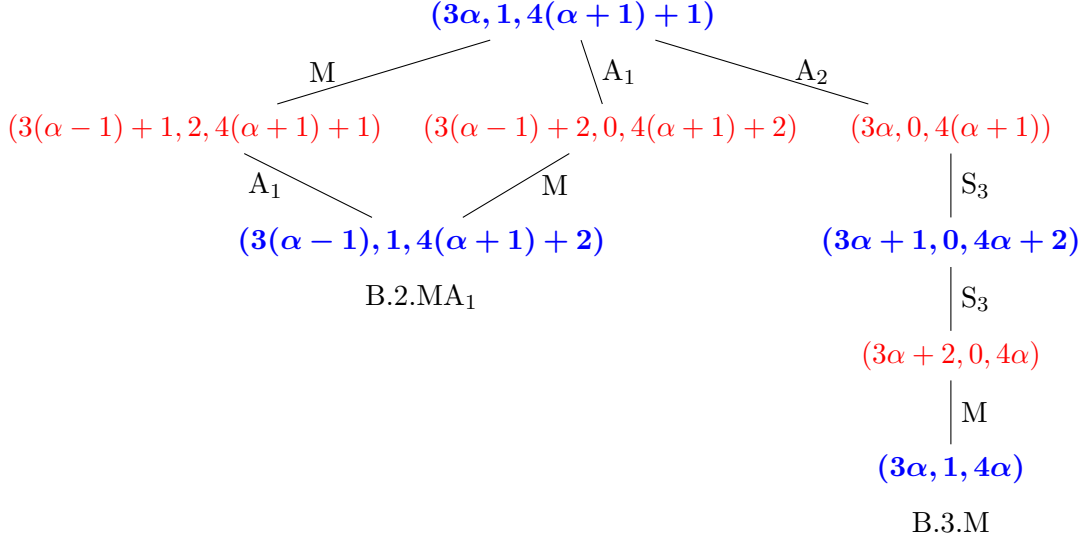 (3α, 1, 4(α + 1) + 1)
M A₁ A₂
(3(α − 1) + 1, 2, 4(α + 1) + 1) (3(α − 1) + 2, 0, 4(α + 1) + 2) (3α, 0, 4(α + 1))
A₁ M S₃
(3(α − 1), 1, 4(α + 1) + 2) (3α + 1, 0, 4α + 2)
B.2.MA₁ S₃
(3α + 2, 0, 4α)
M
(3α, 1, 4α)
B.3.M